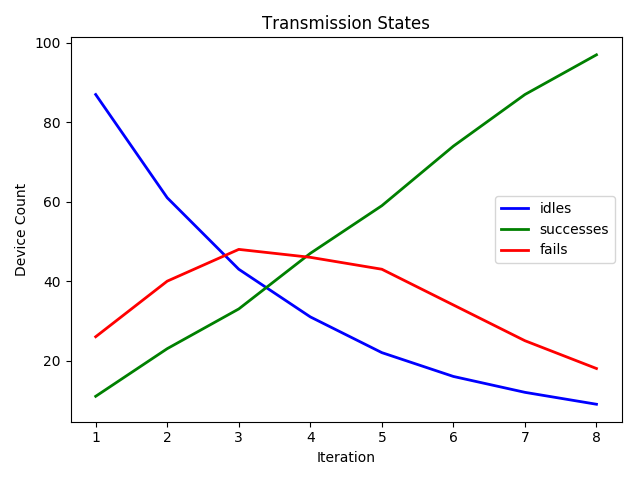 Transmission States
Device Count
100
80
60
40
20
idles
successes
fails
1 2 3 4 5 6 7 8
Iteration